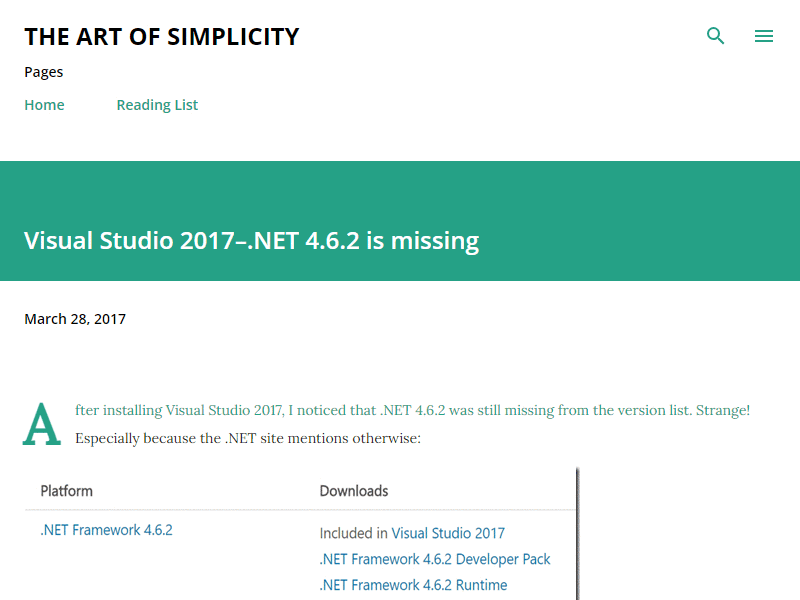 THE ART OF SIMPLICITY
Pages
Home Reading List
Visual Studio 2017–.NET 4.6.2 is missing
March 28, 2017
After installing Visual Studio 2017, I noticed that .NET 4.6.2 was still missing from the version list. Strange!
Especially because the .NET site mentions otherwise:
Platform Downloads
.NET Framework 4.6.2 Included in Visual Studio 2017
.NET Framework 4.6.2 Developer Pack
.NET Framework 4.6.2 Runtime